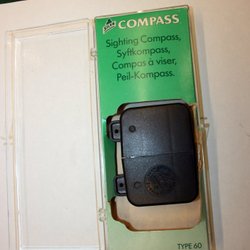 COMPASS
Sighting Compass,
Syftkompass,
Compas à viser,
Peil-Kompass.
TYPE 60